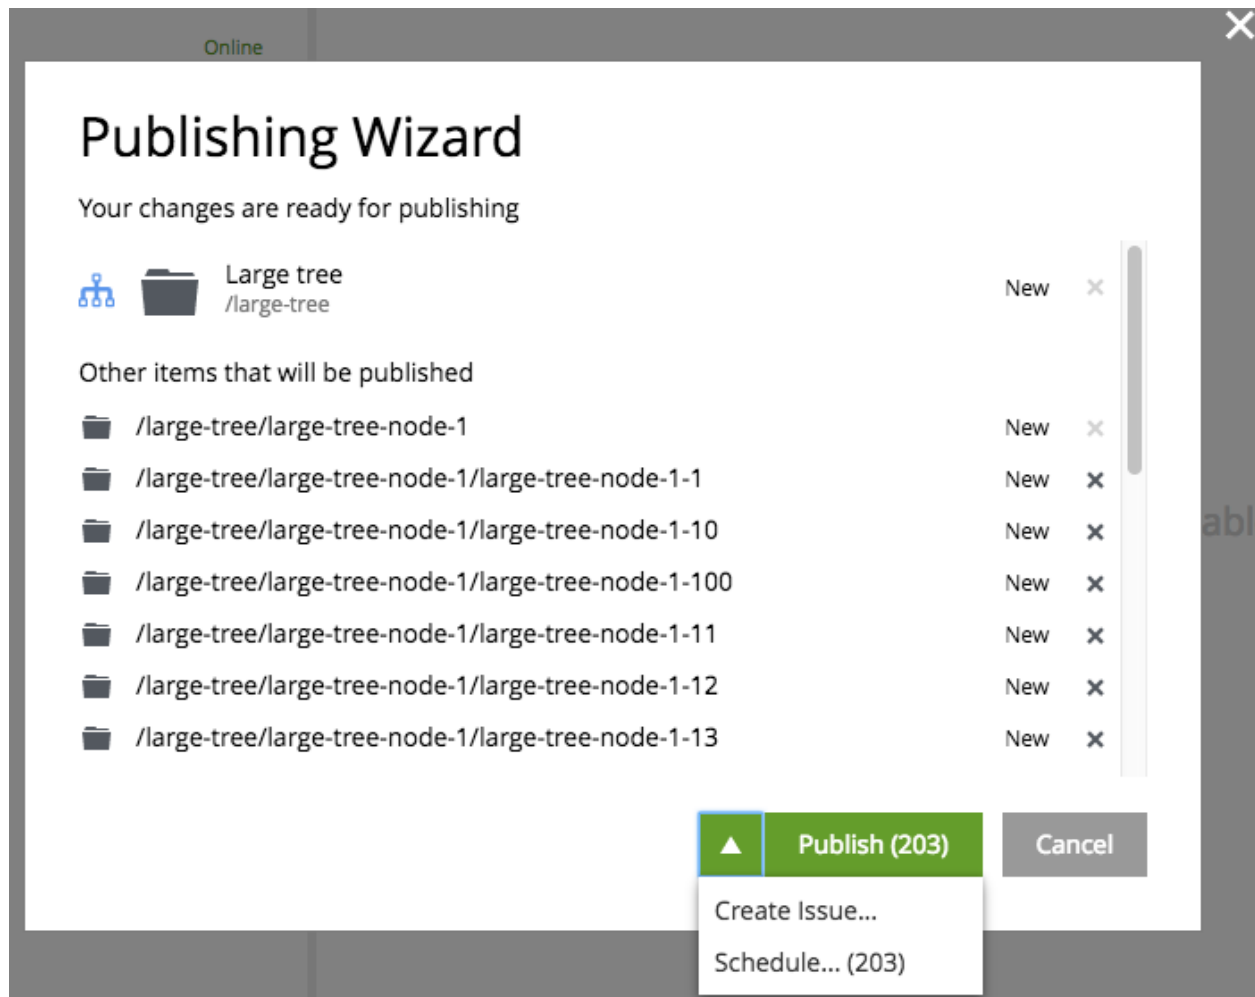 Online
Publishing Wizard
Your changes are ready for publishing
Large tree
/large-tree
New
Other items that will be published
/large-tree/large-tree-node-1 New
/large-tree/large-tree-node-1/large-tree-node-1-1 New
/large-tree/large-tree-node-1/large-tree-node-1-10 New
/large-tree/large-tree-node-1/large-tree-node-1-100 New
/large-tree/large-tree-node-1/large-tree-node-1-11 New
/large-tree/large-tree-node-1/large-tree-node-1-12 New
/large-tree/large-tree-node-1/large-tree-node-1-13 New
Publish (203) Cancel
Create Issue...
Schedule... (203)